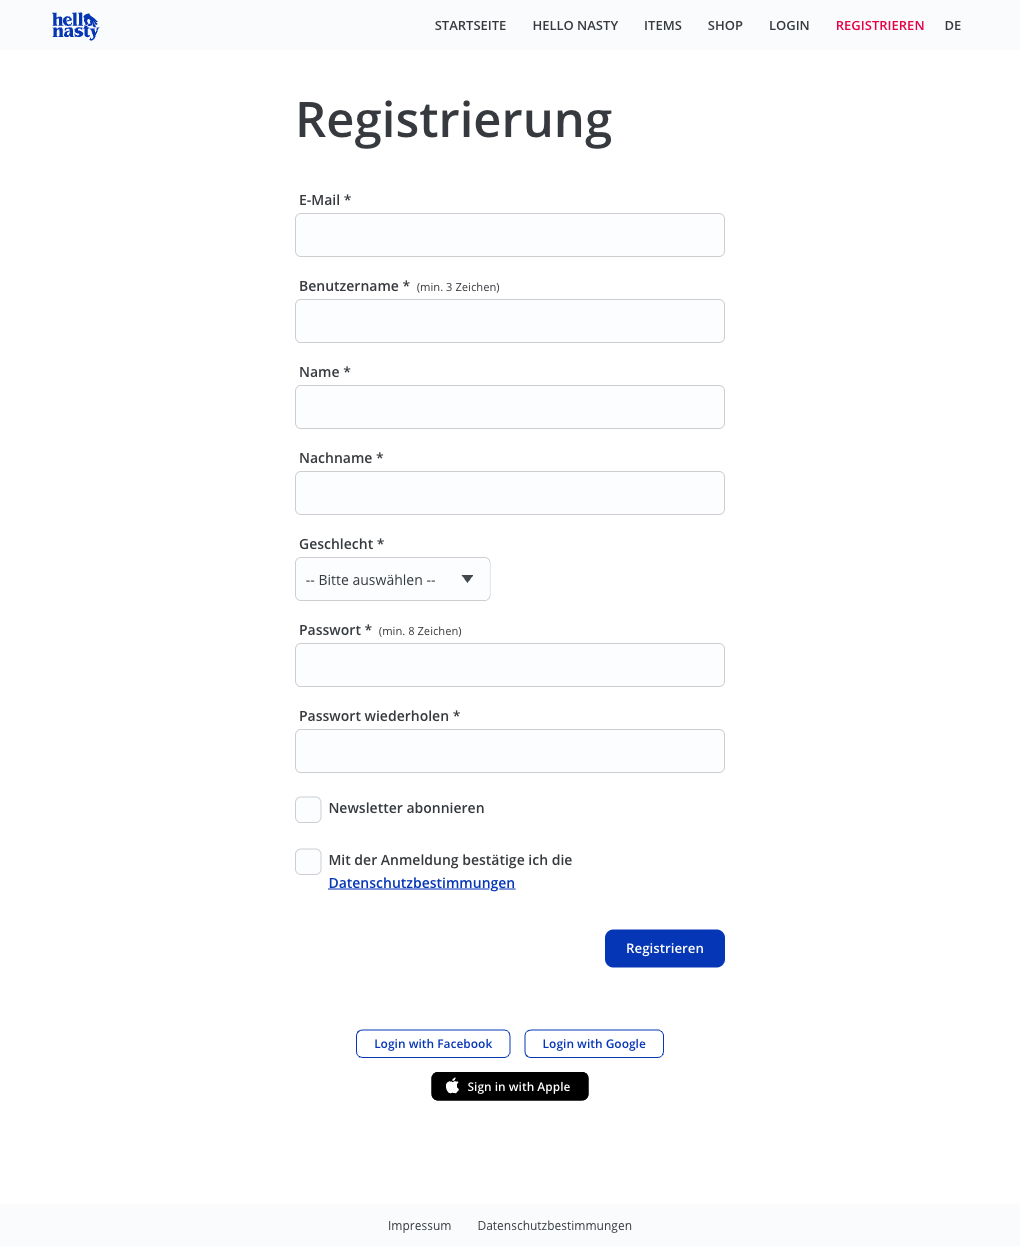 hello
nasty
STARTSEITE HELLO NASTY ITEMS SHOP LOGIN REGISTRIEREN DE
Registrierung
E-Mail *
Benutzername * (min. 3 Zeichen)
Name *
Nachname *
Geschlecht *
-- Bitte auswählen --
Passwort * (min. 8 Zeichen)
Passwort wiederholen *
Newsletter abonnieren
Mit der Anmeldung bestätige ich die
Datenschutzbestimmungen
Registrieren
Login with Facebook Login with Google
Sign in with Apple
Impressum Datenschutzbestimmungen